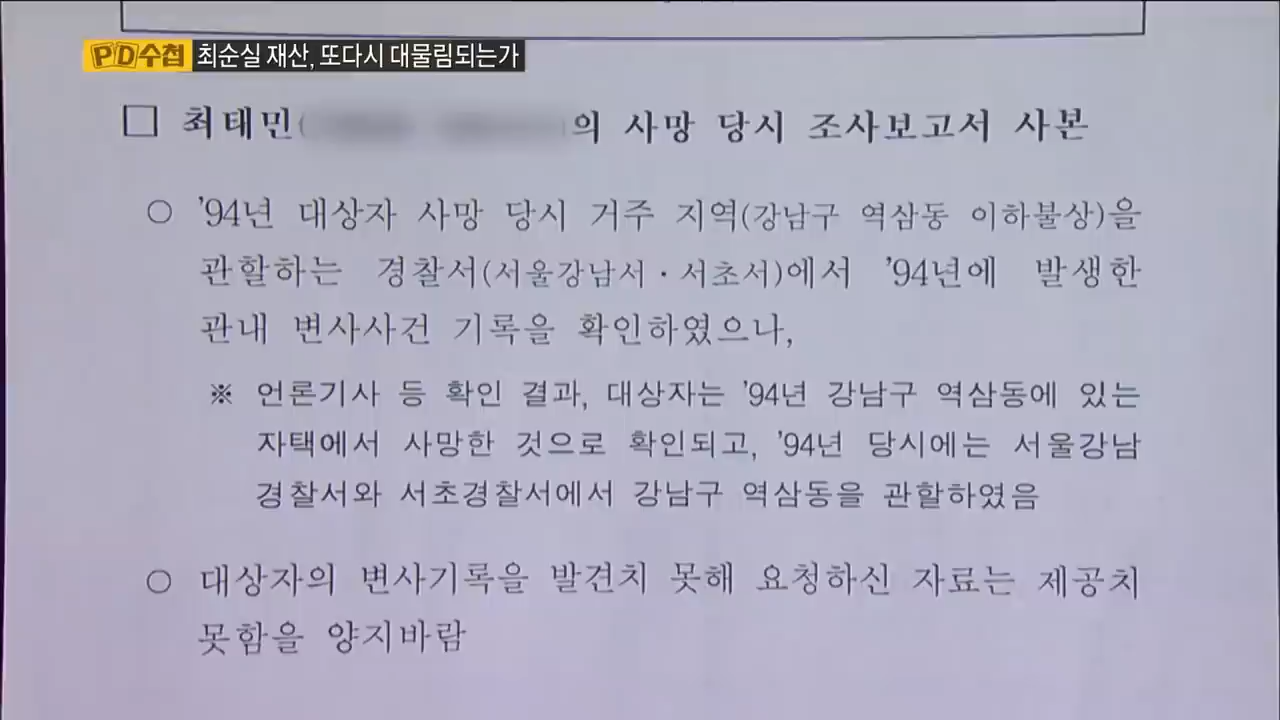 PD수첩 최순실 재산, 또다시 대물림되는가
□ 최태민(의 사망 당시 조사보고서 사본
○ ’94년 대상자 사망 당시 거주 지역(강남구 역삼동 이하불상)을
관할하는 경찰서(서울강남서 · 서초서)에서 ’94년에 발생한
관내 변사사건 기록을 확인하였으나,
※ 언론기사 등 확인 결과, 대상자는 ’94년 강남구 역삼동에 있는
자택에서 사망한 것으로 확인되고, ’94년 당시에는 서울강남
경찰서와 서초경찰서에서 강남구 역삼동을 관할하였음
○ 대상자의 변사기록을 발견치 못해 요청하신 자료는 제공치
못함을 양지바람